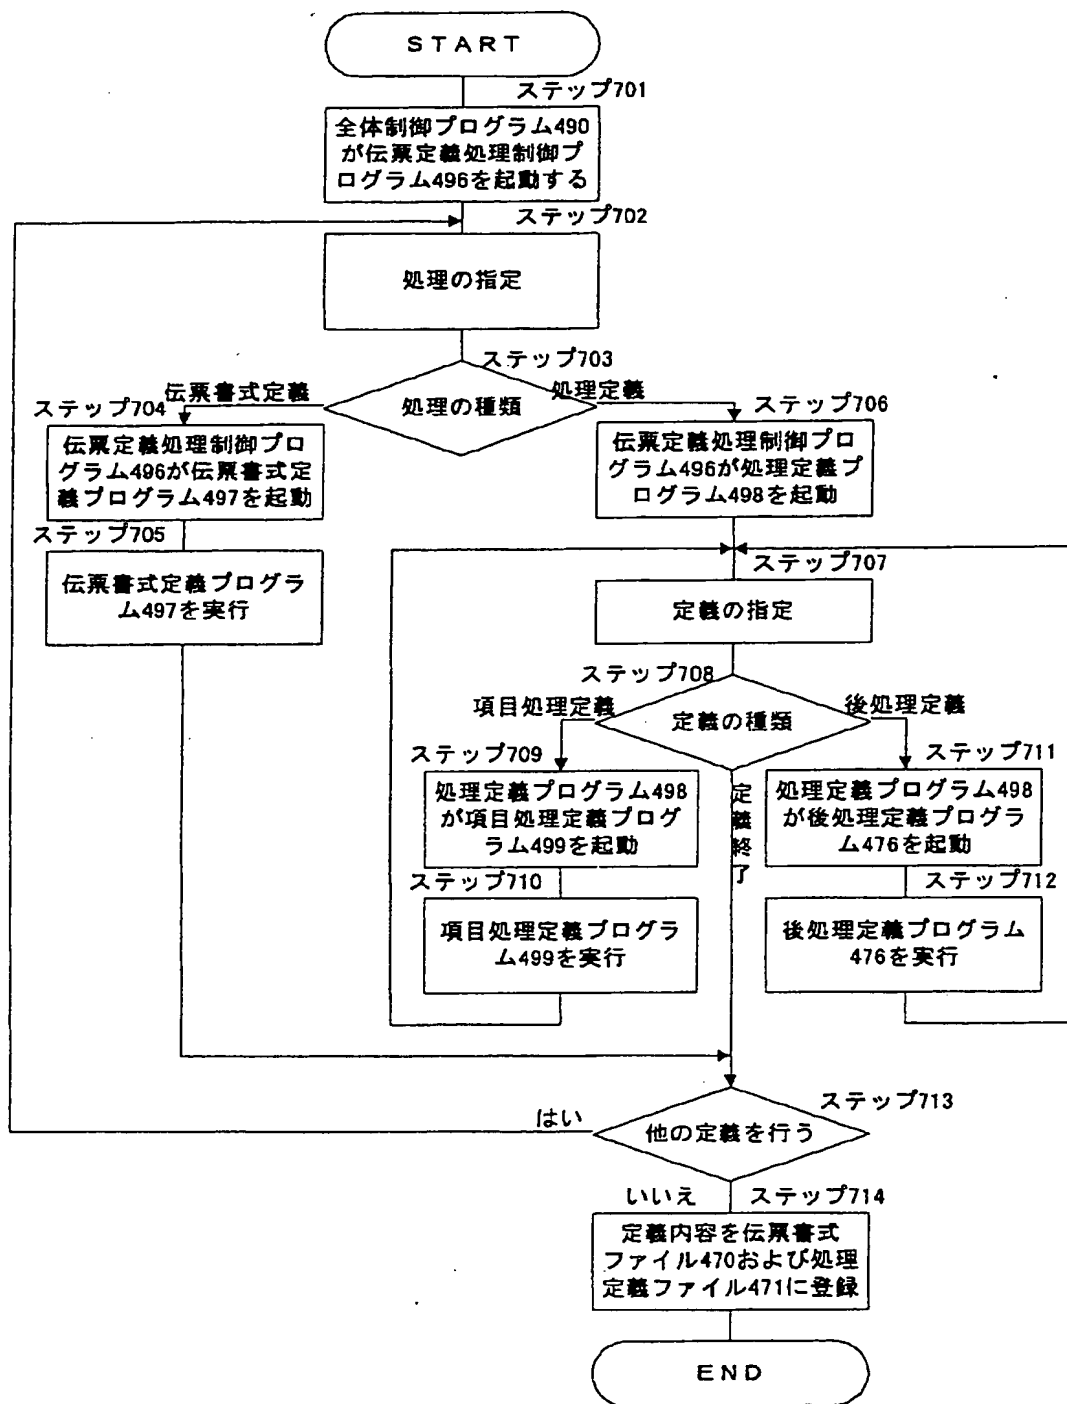 START
ステップ701
全体制御プログラム490
が伝票定義処理制御プ
ログラム496を起動する
ステップ702
処理の指定
ステップ703
処理の種類
伝票書式定義
処理定義
ステップ704
伝票定義処理制御プロ
グラム496が伝票書式定
義プログラム497を起動
ステップ705
伝票書式定義プログラ
ム497を実行
ステップ706
伝票定義処理制御プロ
グラム496が処理定義プ
ログラム498を起動
ステップ707
定義の指定
ステップ708
定義の種類
項目処理定義
後処理定義
定義終了
ステップ709
処理定義プログラム498
が項目処理定義プログ
ラム499を起動
ステップ710
項目処理定義プログラ
ム499を実行
ステップ711
処理定義プログラム498
が後処理定義プログラ
ム476を起動
ステップ712
後処理定義プログラム
476を実行
ステップ713
他の定義を行う
はい
いいえ
ステップ714
定義内容を伝票書式
ファイル470および処理
定義ファイル471に登録
END